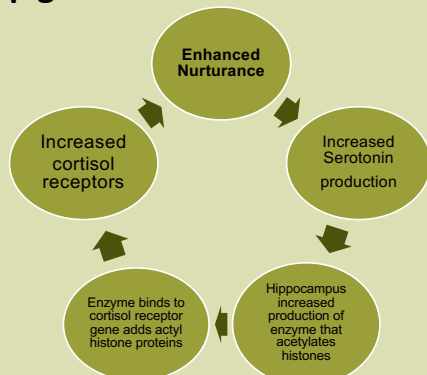 Enhanced
Nurturance
Increased
Serotonin
production
Hippocampus
increased
production of
enzyme that
acetylates
histones
Enzyme binds to
cortisol receptor
gene adds actyl
histone proteins
Increased
cortisol
receptors